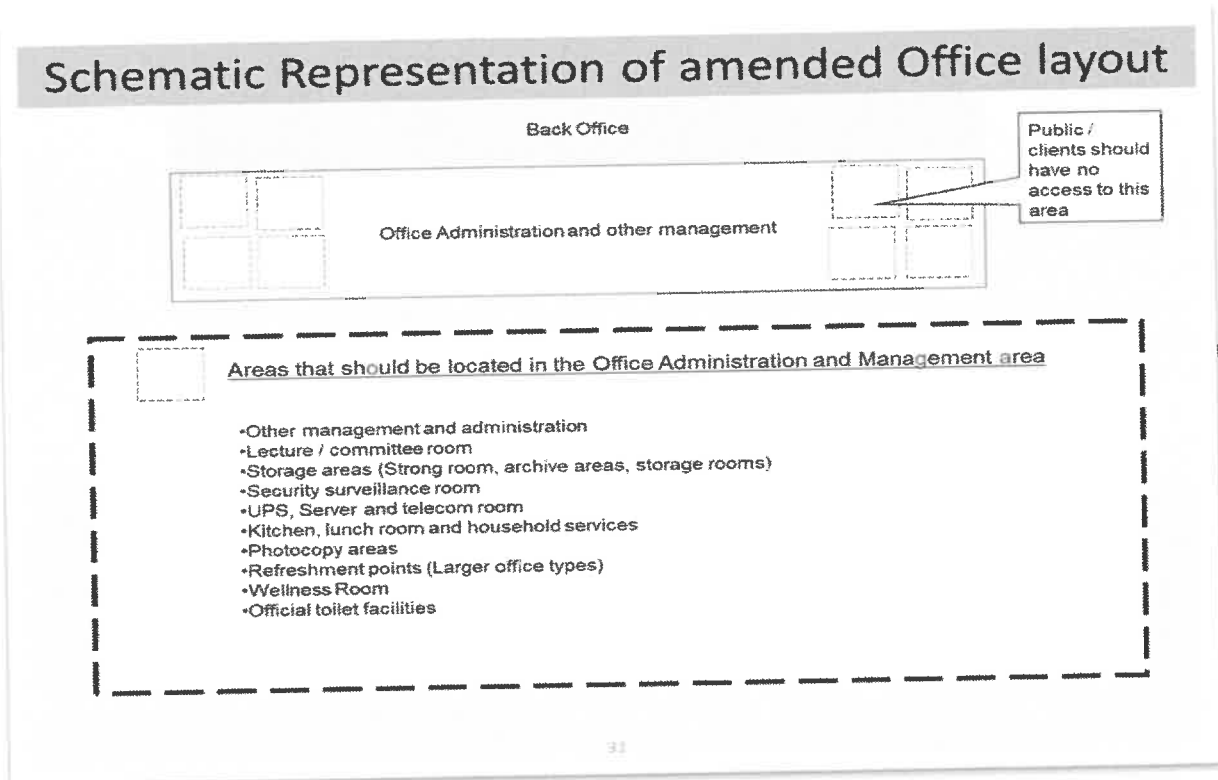 Schematic Representation of amended Office layout
Back Office
Public /
clients should
have no
access to this
area
Office Administration and other management
Areas that should be located in the Office Administration and Management area
•Other management and administration
•Lecture / committee room
•Storage areas (Strong room, archive areas, storage rooms)
•Security surveillance room
•UPS, Server and telecom room
•Kitchen, lunch room and household services
•Photocopy areas
•Refreshment points (Larger office types)
•Wellness Room
•Official toilet facilities
31